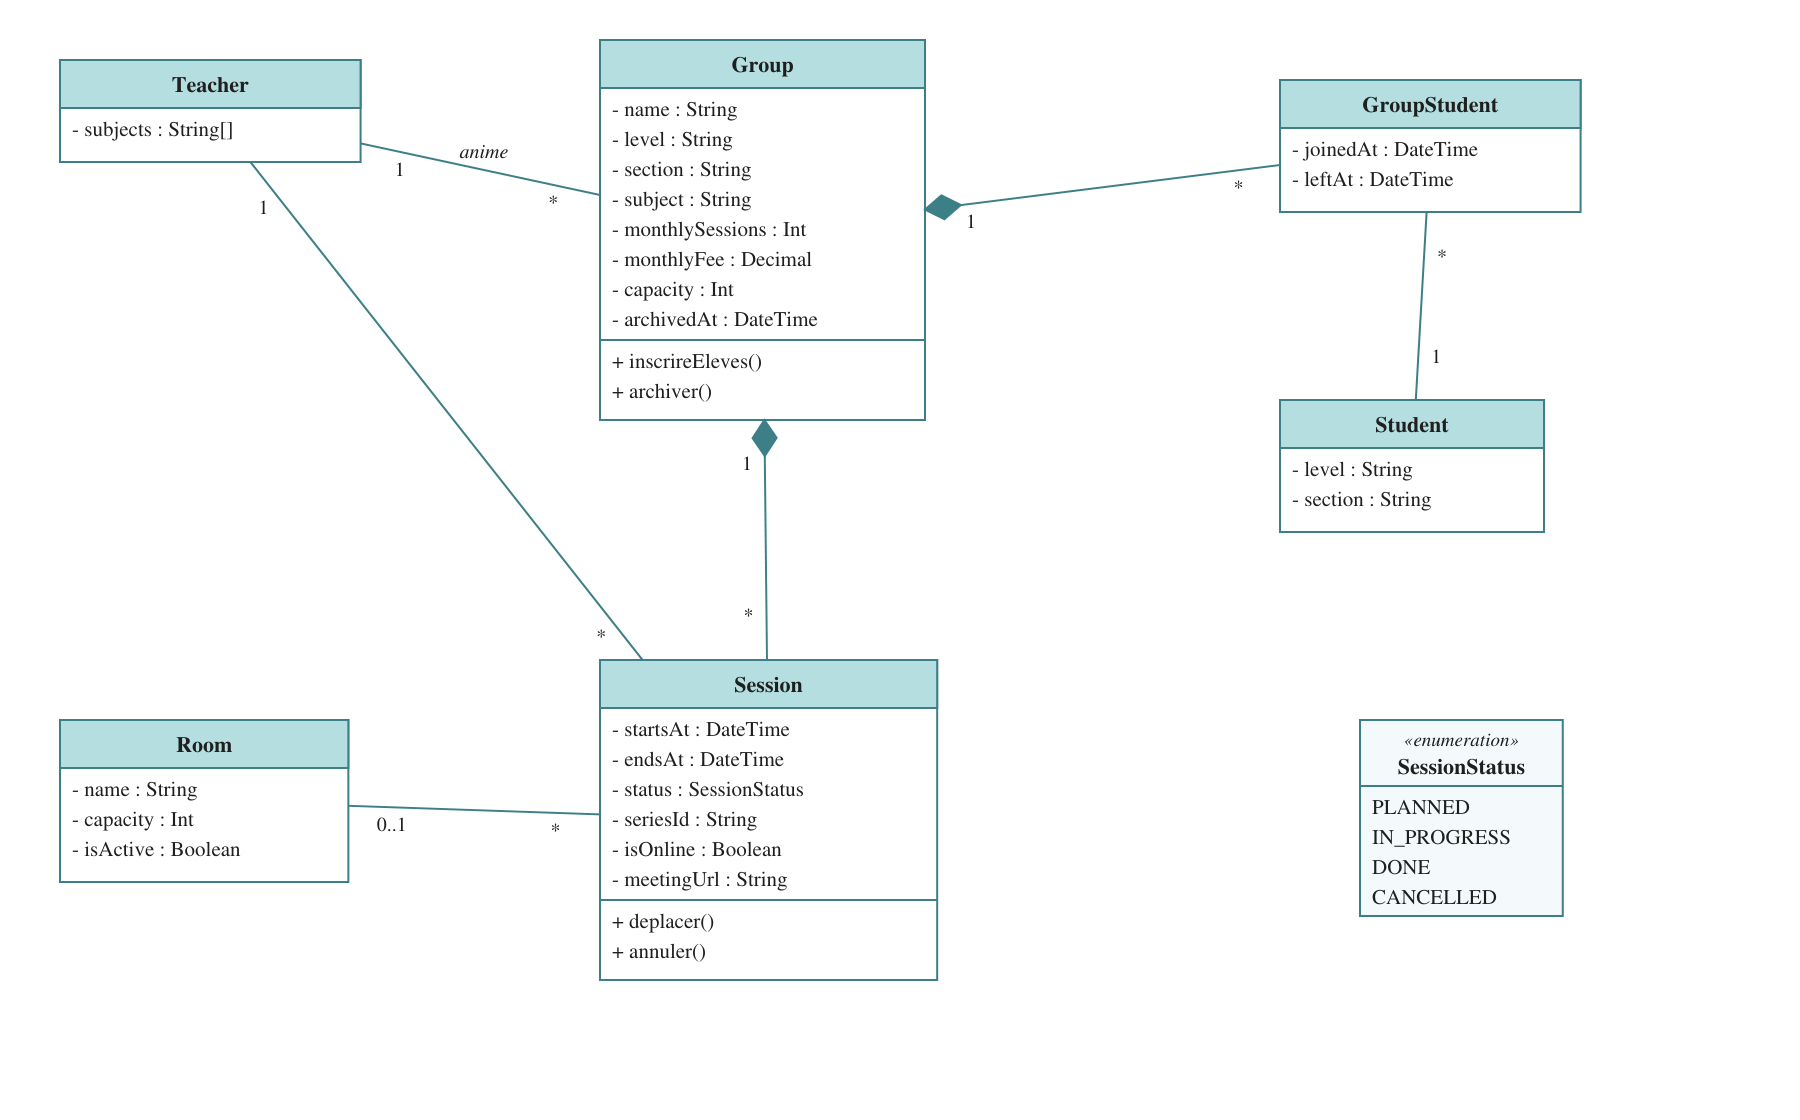 Teacher
- subjects : String[]
1
1
anime
*
Group
- name : String
- level : String
- section : String
- subject : String
- monthlySessions : Int
- monthlyFee : Decimal
- capacity : Int
- archivedAt : DateTime
+ inscrireEleves()
+ archiver()
1
*
GroupStudent
- joinedAt : DateTime
- leftAt : DateTime
*
1
Student
- level : String
- section : String
1
*
*
Session
- startsAt : DateTime
- endsAt : DateTime
- status : SessionStatus
- seriesId : String
- isOnline : Boolean
- meetingUrl : String
+ deplacer()
+ annuler()
Room
- name : String
- capacity : Int
- isActive : Boolean
0..1
*
«enumeration»
SessionStatus
PLANNED
IN_PROGRESS
DONE
CANCELLED